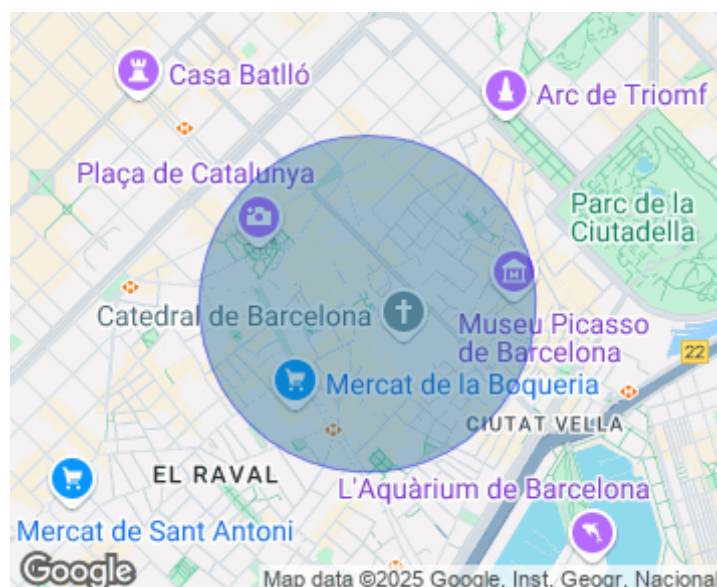 Casa Batlló
Arc de Triomf
Plaça de Catalunya
Parc de la
Ciutadella
Catedral de Barcelona
Museu Picasso
de Barcelona
22
Mercat de la Boqueria
CIUTAT VELLA
EL RAVAL
L'Aquàrium de Barcelona
Mercat de Sant Antoni
Google
Map data ©2025 Google, Inst. Geogr. Nacional